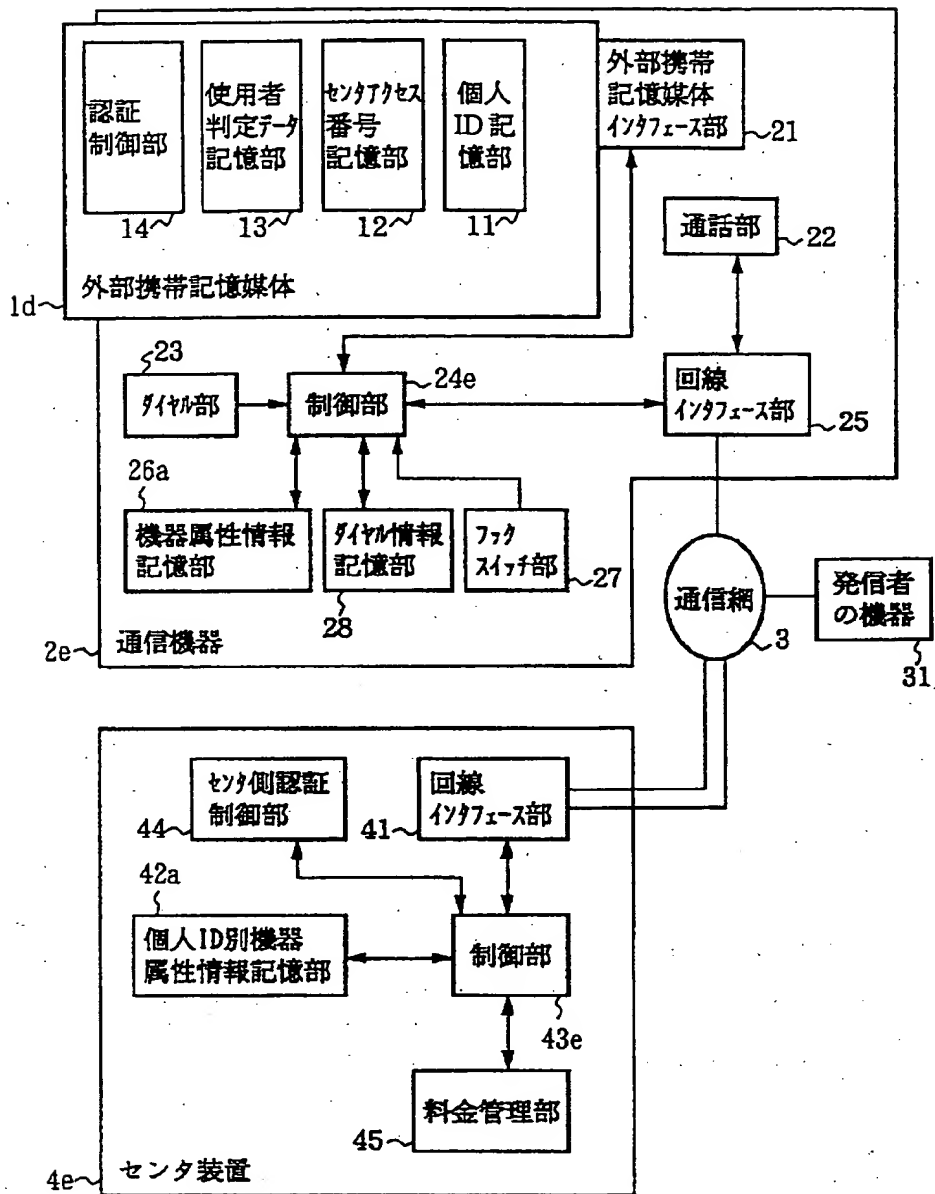 認証
制御部
14
使用者
判定データ
記憶部
13
センタアクセス
番号
記憶部
12
個人
ID記
憶部
11
外部携帯記憶媒体
1d
外部携帯
記憶媒体
インタフェース部
21
通話部
22
23
ダイヤル部
制御部
24e
回線
インタフェース部
25
26a
機器属性情報
記憶部
ダイヤル情報
記憶部
28
フック
スイッチ部
27
通信機器
2e
通信網
3
発信者
の機器
31
センタ側認証
制御部
44
回線
インタフェース部
41
42a
個人ID別機器
属性情報記憶部
制御部
43e
料金管理部
45
センタ装置
4e